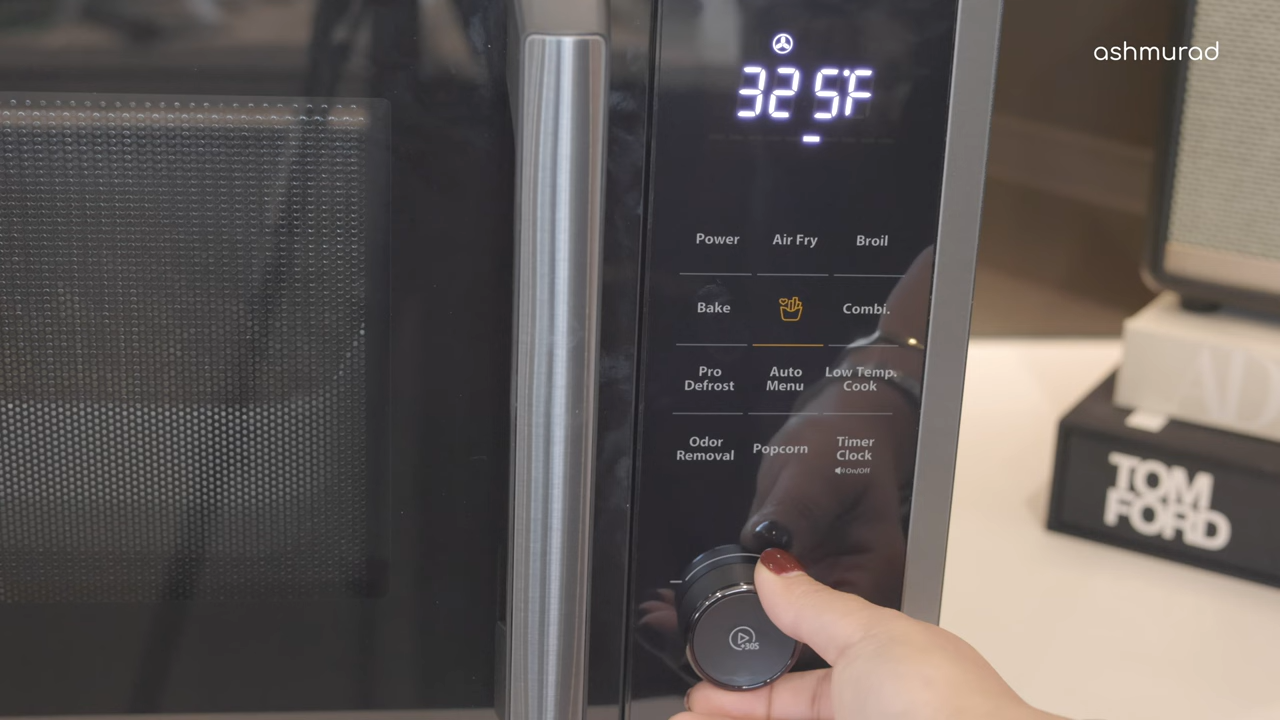 ashmurad
325°F
Power
Air Fry
Broil
Bake
Combi.
Pro
Defrost
Auto
Menu
Low Temp.
Cook
Odor
Removal
Popcorn
Timer
Clock
On/Off
+30S
AD
TOM
FORD